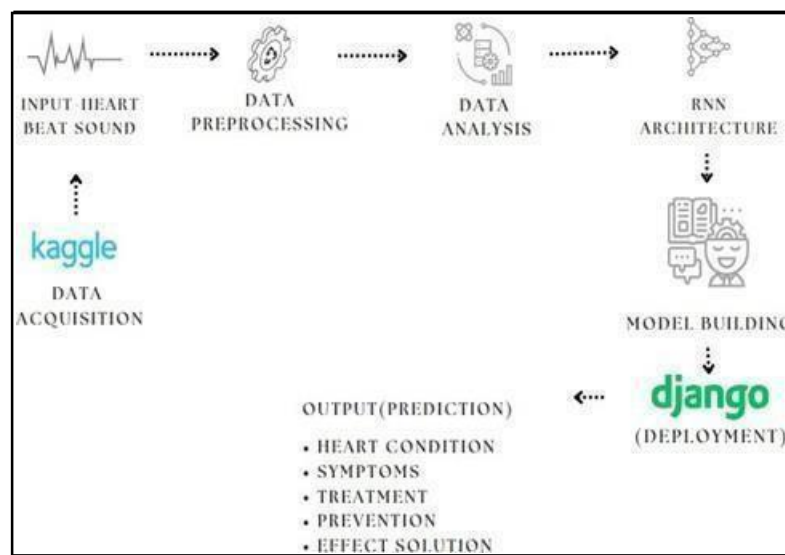 INPUT-HEART
BEAT SOUND
DATA
PREPROCESSING
DATA
ANALYSIS
RNN
ARCHITECTURE
kaggle
DATA
ACQUISITION
MODEL BUILDING
django
(DEPLOYMENT)
OUTPUT(PREDICTION)
• HEART CONDITION
• SYMPTOMS
• TREATMENT
• PREVENTION
• EFFECT SOLUTION